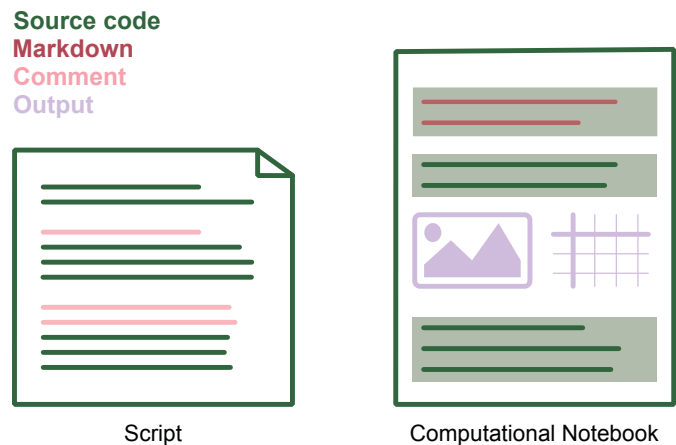 Source code
Markdown
Comment
Output
Script
Computational Notebook